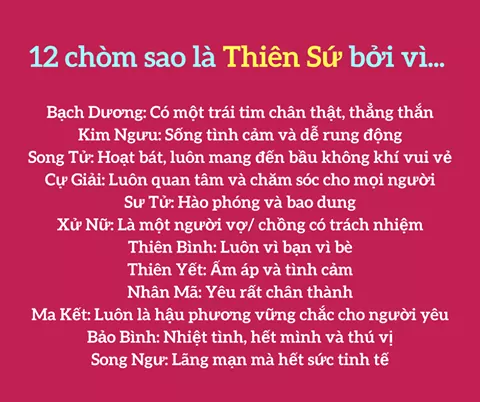 12 chòm sao là Thiên Sứ bởi vì...
Bạch Dương: Có một trái tim chân thật, thẳng thắn
Kim Ngưu: Sống tình cảm và dễ rung động
Song Tử: Hoạt bát, luôn mang đến bầu không khí vui vẻ
Cự Giải: Luôn quan tâm và chăm sóc cho mọi người
Sư Tử: Hào phóng và bao dung
Xử Nữ: Là một người vợ/ chồng có trách nhiệm
Thiên Bình: Luôn vì bạn vì bè
Thiên Yết: Ấm áp và tình cảm
Nhân Mã: Yêu rất chân thành
Ma Kết: Luôn là hậu phương vững chắc cho người yêu
Bảo Bình: Nhiệt tình, hết mình và thú vị
Song Ngư: Lãng mạn mà hết sức tinh tế